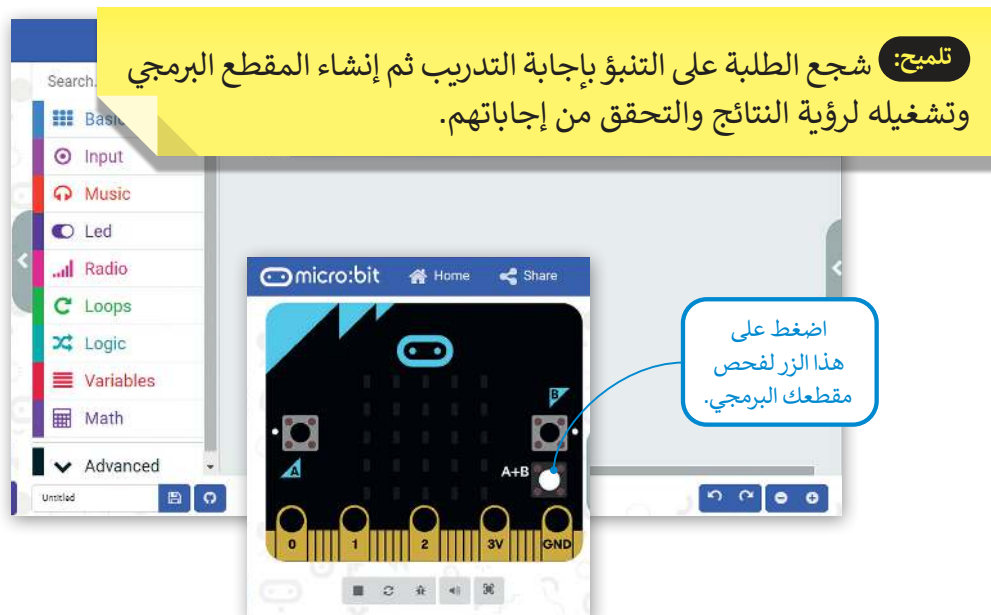 تلميح: شجع الطلبة على التنبؤ بإجابة التدريب ثم إنشاء المقطع البرمجي
وتشغيله لرؤية النتائج والتحقق من إجاباتهم.
Search.
Basic
Input
Music
Led
Radio
Loops
Logic
Variables
Math
Advanced
Untitled
micro:bit Home Share
B
A
A+B
0 1 2 3V GND
اضغط على
هذا الزر لفحص
مقطعك البرمجي.